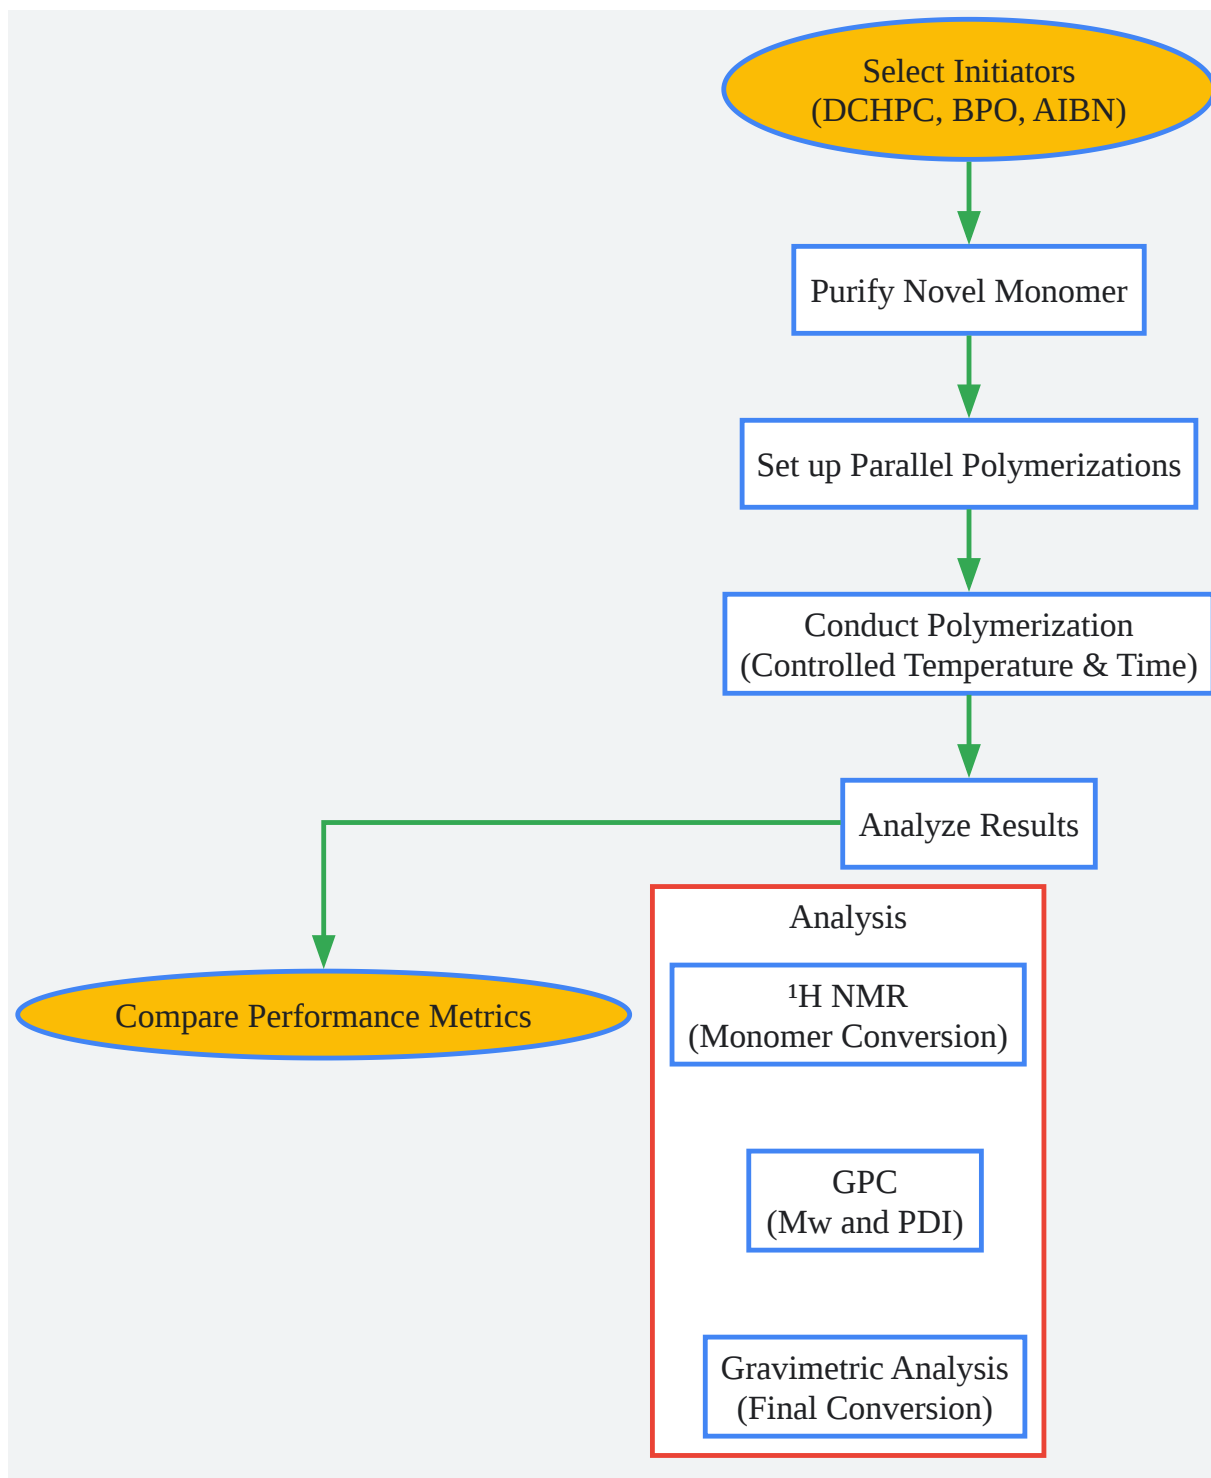 Select Initiators
(DCHPC, BPO, AIBN)
Purify Novel Monomer
Set up Parallel Polymerizations
Conduct Polymerization
(Controlled Temperature & Time)
Analyze Results
Analysis
Compare Performance Metrics
¹H NMR
(Monomer Conversion)
GPC
(Mw and PDI)
Gravimetric Analysis
(Final Conversion)